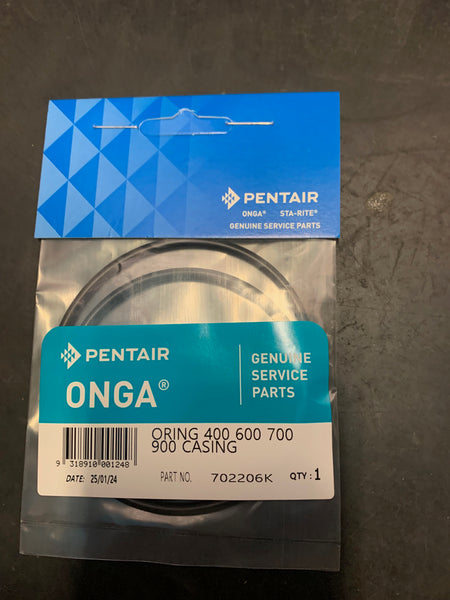 PENTAIR
ONGA® STA-RITE®
GENUINE SERVICE PARTS
PENTAIR
ONGA®
GENUINE
SERVICE
PARTS
ORING 400 600 700
900 CASING
9 318910 001248
DATE: 25/01/24
PART NO. 702206K
QTY : 1